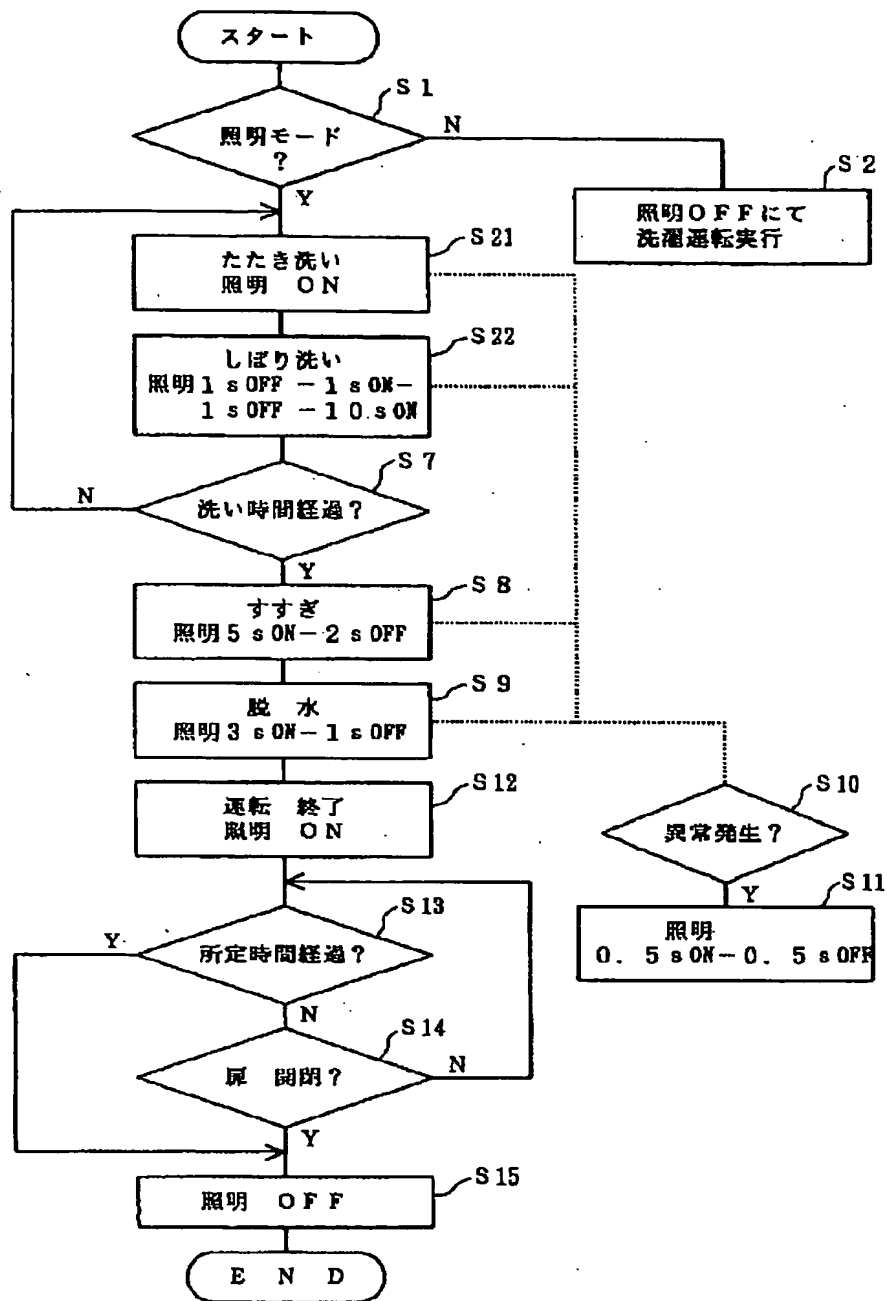 スタート
S1
照明モード
?
N
Y
S2
照明OFFにて
洗濯運転実行
S21
たたき洗い
照明 ON
S22
しぼり洗い
照明1sOFF-1sON-
1sOFF-10.sON
S7
N
洗い時間経過?
Y
S8
すすぎ
照明5sON-2sOFF
S9
脱 水
照明3sON-1sOFF
S12
運転 終了
照明 ON
S10
異常発生?
Y
S11
照明
0.5sON-0.5sOFF
S13
Y
所定時間経過?
N
S14
扉 開閉?
N
Y
S15
照明 OFF
END